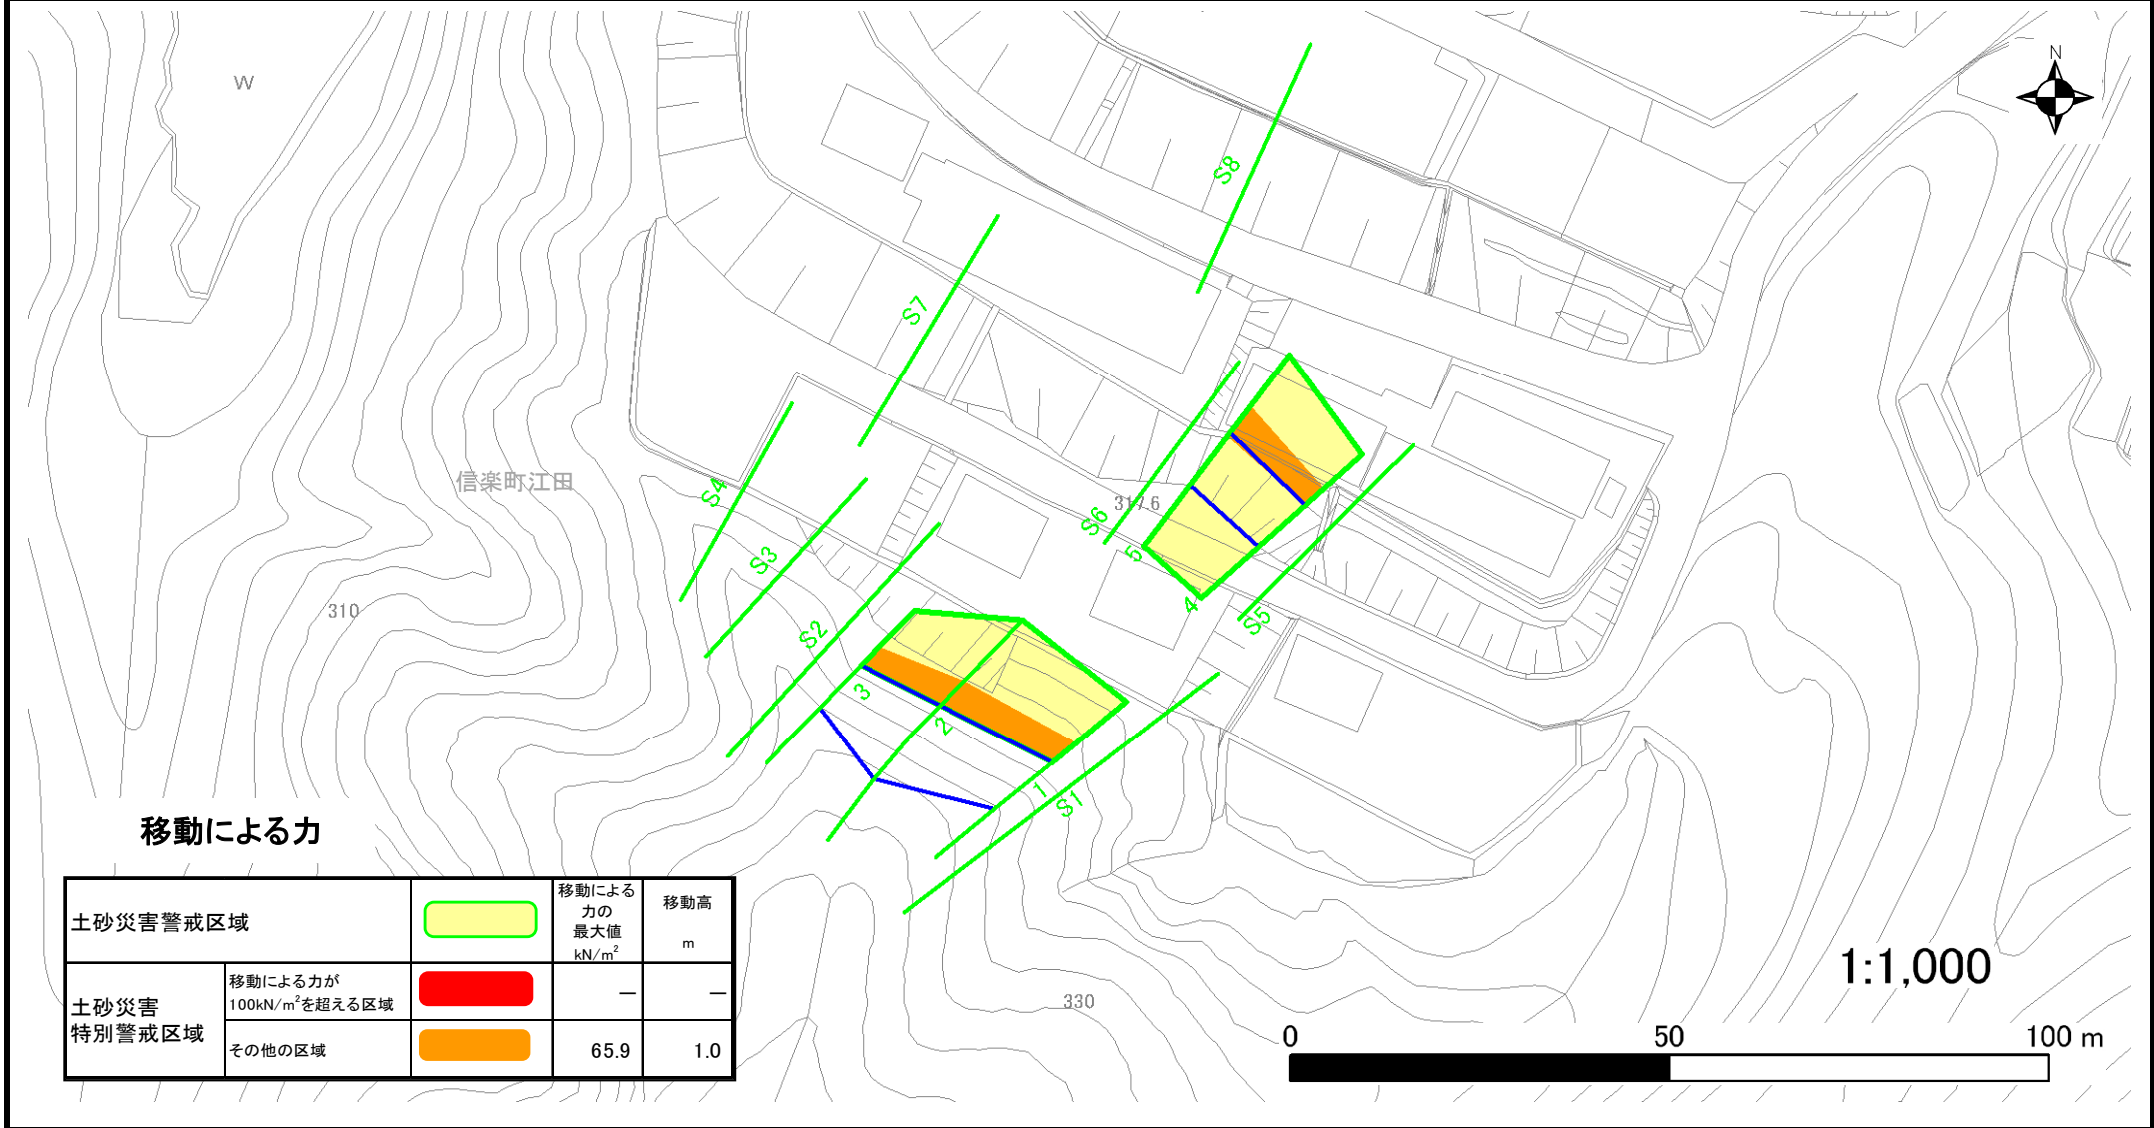 N
W
S8
S7
S4
信楽町江田
317.6
S6
5
S3
310
4
S5
S2
3
2
1
S1
移動による力
土砂災害警戒区域
移動による
力の
最大値
kN/m²
移動高
m
土砂災害
特別警戒区域
移動による力が
100kN/m²を超える区域
—
—
その他の区域
65.9
1.0
330
1:1,000
0
50
100 m